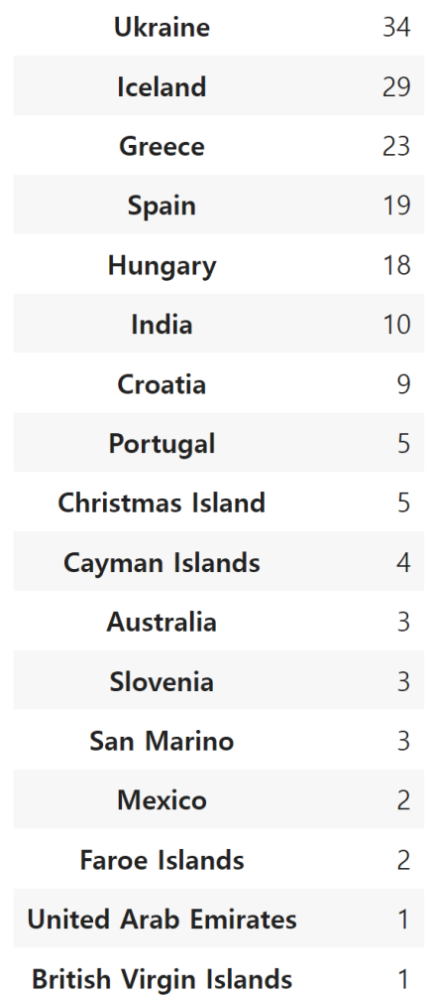 Ukraine 34
Iceland 29
Greece 23
Spain 19
Hungary 18
India 10
Croatia 9
Portugal 5
Christmas Island 5
Cayman Islands 4
Australia 3
Slovenia 3
San Marino 3
Mexico 2
Faroe Islands 2
United Arab Emirates 1
British Virgin Islands 1